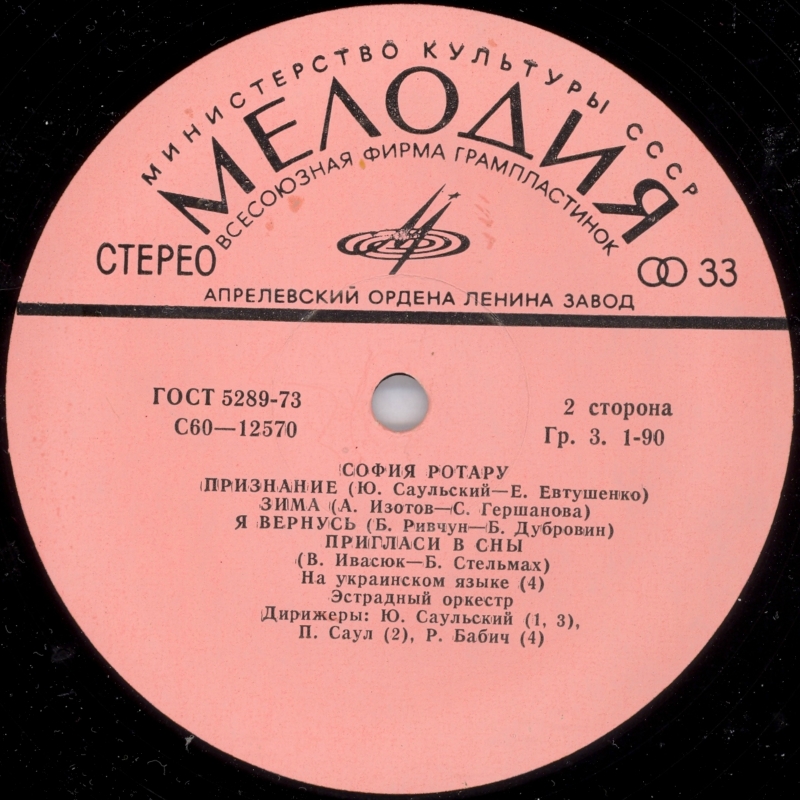 МИНИСТЕРСТВО КУЛЬТУРЫ СССР
МЕЛОДИЯ
ВСЕСОЮЗНАЯ ФИРМА ГРАМПЛАСТИНОК
СТЕРЕО
33
АПРЕЛЕВСКИЙ ОРДЕНА ЛЕНИНА ЗАВОД
ГОСТ 5289-73
С60—12570
2 сторона
Гр. 3. 1-90
СОФИЯ РОТАРУ
ПРИЗНАНИЕ (Ю. Саульский—Е. Евтушенко)
ЗИМА (А. Изотов—С. Гершанова)
Я ВЕРНУСЬ (Б. Ривчун—Б. Дубровин)
ПРИГЛАСИ В СНЫ
(В. Ивасюк—Б. Стельмах)
На украинском языке (4)
Эстрадный оркестр
Дирижеры: Ю. Саульский (1, 3),
П. Саул (2), Р. Бабич (4)